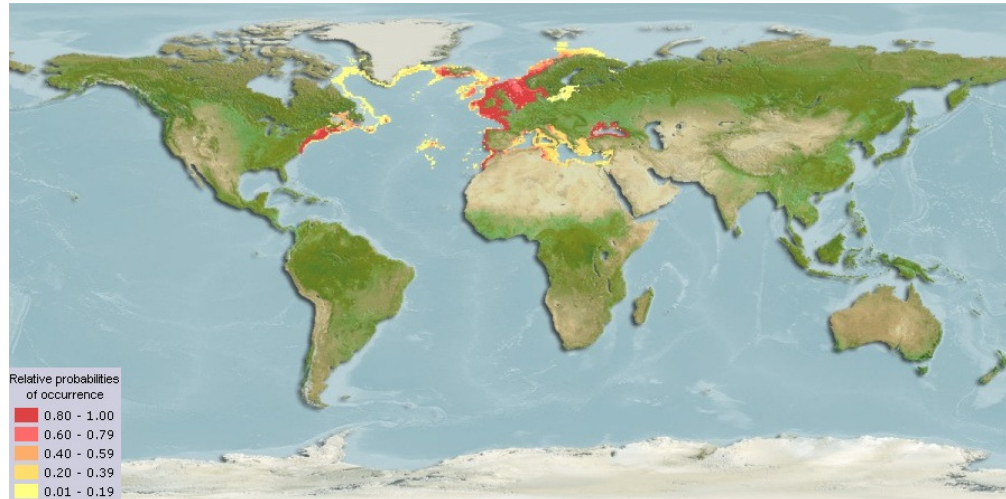 Relative probabilities
of occurrence
0.80 - 1.00
0.60 - 0.79
0.40 - 0.59
0.20 - 0.39
0.01 - 0.19